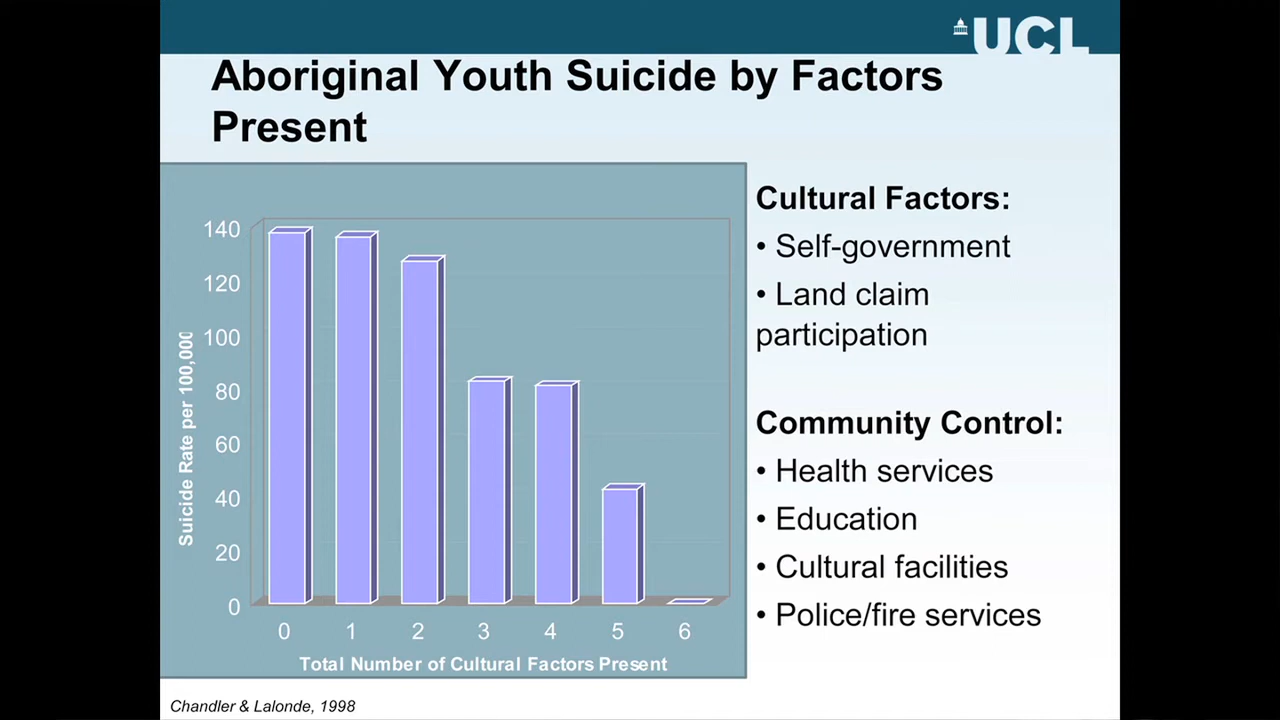 UCL
Aboriginal Youth Suicide by Factors
Present
140
120
100
80
60
40
20
0
Suicide Rate per 100,000
0 1 2 3 4 5 6
Total Number of Cultural Factors Present
Cultural Factors:
• Self-government
• Land claim
participation
Community Control:
• Health services
• Education
• Cultural facilities
• Police/fire services
Chandler & Lalonde, 1998